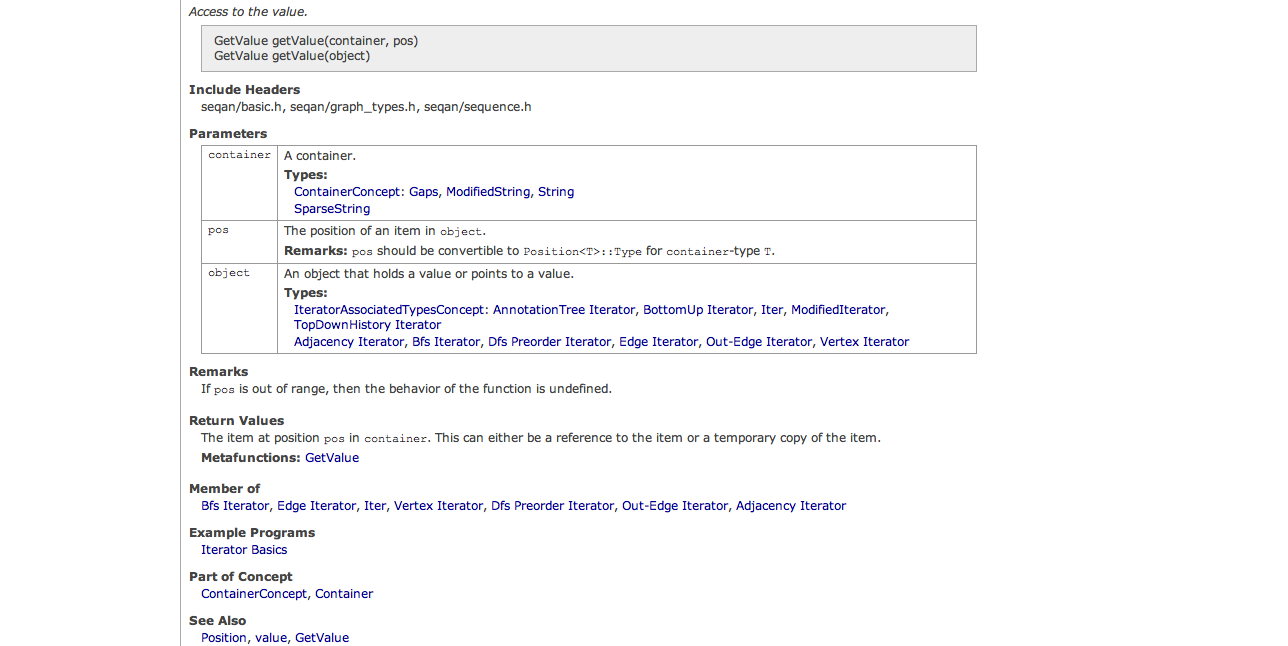 Access to the value.
GetValue getValue(container, pos)
GetValue getValue(object)
Include Headers
seqan/basic.h, seqan/graph_types.h, seqan/sequence.h
Parameters
container A container.
Types:
ContainerConcept: Gaps, ModifiedString, String
SparseString
pos The position of an item in object.
Remarks: pos should be convertible to Position<T>::Type for container-type T.
object An object that holds a value or points to a value.
Types:
IteratorAssociatedTypesConcept: AnnotationTree Iterator, BottomUp Iterator, Iter, ModifiedIterator,
TopDownHistory Iterator
Adjacency Iterator, Bfs Iterator, Dfs Preorder Iterator, Edge Iterator, Out-Edge Iterator, Vertex Iterator
Remarks
If pos is out of range, then the behavior of the function is undefined.
Return Values
The item at position pos in container. This can either be a reference to the item or a temporary copy of the item.
Metafunctions: GetValue
Member of
Bfs Iterator, Edge Iterator, Iter, Vertex Iterator, Dfs Preorder Iterator, Out-Edge Iterator, Adjacency Iterator
Example Programs
Iterator Basics
Part of Concept
ContainerConcept, Container
See Also
Position, value, GetValue